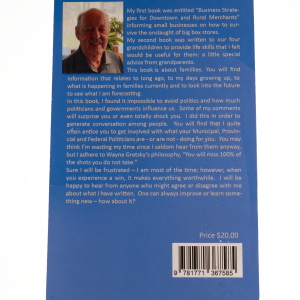 My first book was entitled "Business Strate-
gies for Downtown and Rural Merchants"
informing small businesses on how to sur-
vive the onslaught of big box stores.
My second book was written to our four
grandchildren to provide life skills that I felt
would be useful for them; a little special
advice from grandparents.
This book is about families. You will find
information that relates to long ago, to my days growing up, to
what is happening in families currently and to look into the future
to see what I am forecasting.
In this book, I found it impossible to avoid politics and how much
politicians and governments influence us. Some of my comments
will surprise you or even totally shock you. I did this in order to
generate conversation among people. You will find that I quite
often entice you to get involved with what your Municipal, Provin-
cial and Federal Politicians are – or are not - doing for you. You may
think I'm wasting my time since I seldom hear from them anyway,
but I adhere to Wayne Gretsky's philosophy, "You will miss 100% of
the shots you do not take."
Sure I will be frustrated – I am most of the time; however, when
you experience a win, it makes everything worthwhile. I will be
happy to hear from anyone who might agree or disagree with me
about what I have written. One can always improve or learn some-
thing new – how about it?
Price $20.00
9 781771 367585